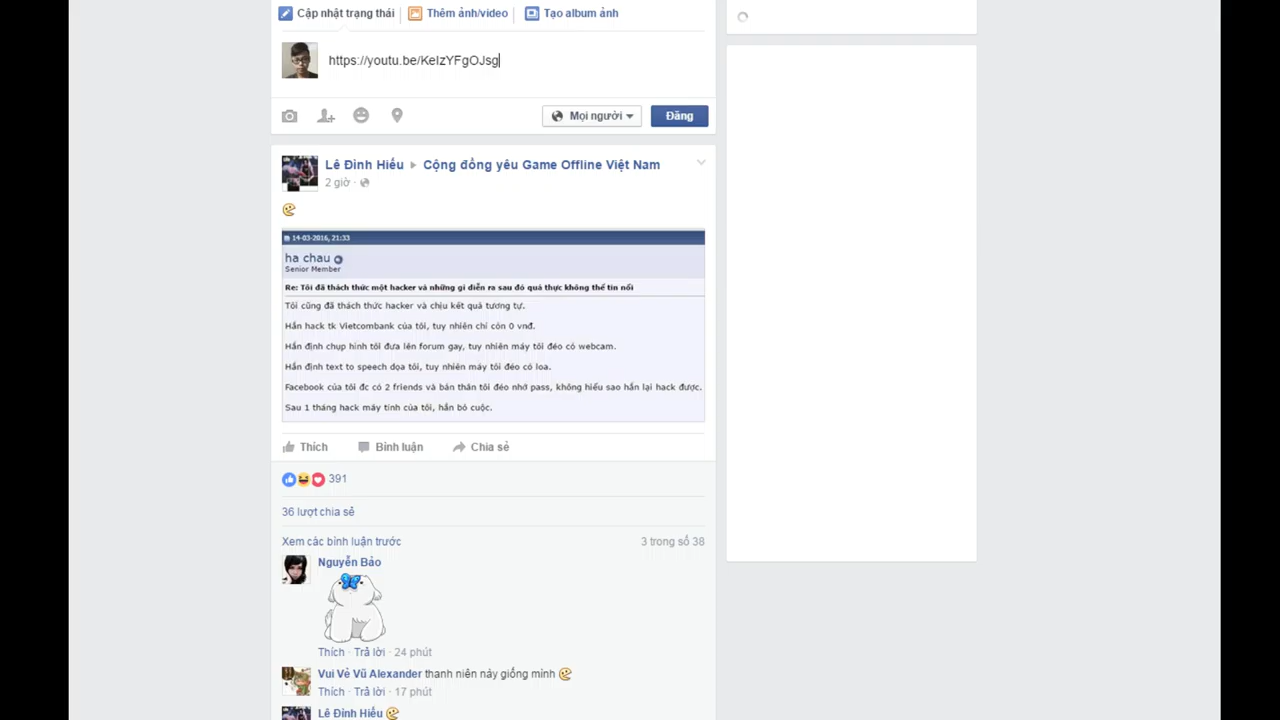 Cập nhật trạng thái
Thêm ảnh/video
Tạo album ảnh
https://youtu.be/KeIzYFgOJsg
Mọi người
Đăng
Lê Đình Hiếu ▸ Cộng đồng yêu Game Offline Việt Nam
2 giờ ·
14-03-2016, 21:33
ha chau
Senior Member
Re: Tôi đã thách thức một hacker và những gì diễn ra sau đó quả thực không thể tin nổi
Tôi cũng đã thách thức hacker và chịu kết quả tương tự.
Hắn hack tk Vietcombank của tôi, tuy nhiên chỉ còn 0 vnđ.
Hắn định chụp hình tôi đưa lên forum gay, tuy nhiên máy tôi đéo có webcam.
Hắn định text to speech dọa tôi, tuy nhiên máy tôi đéo có loa.
Facebook của tôi đc có 2 friends và bản thân tôi đéo nhớ pass, không hiểu sao hắn lại hack được.
Sau 1 tháng hack máy tính của tôi, hắn bỏ cuộc.
Thích
Bình luận
Chia sẻ
391
36 lượt chia sẻ
Xem các bình luận trước
3 trong số 38
Nguyễn Bảo
Thích · Trả lời · 24 phút
Vui Vẻ Vũ Alexander thanh niên này giống mình
Thích · Trả lời · 17 phút
Lê Đình Hiếu